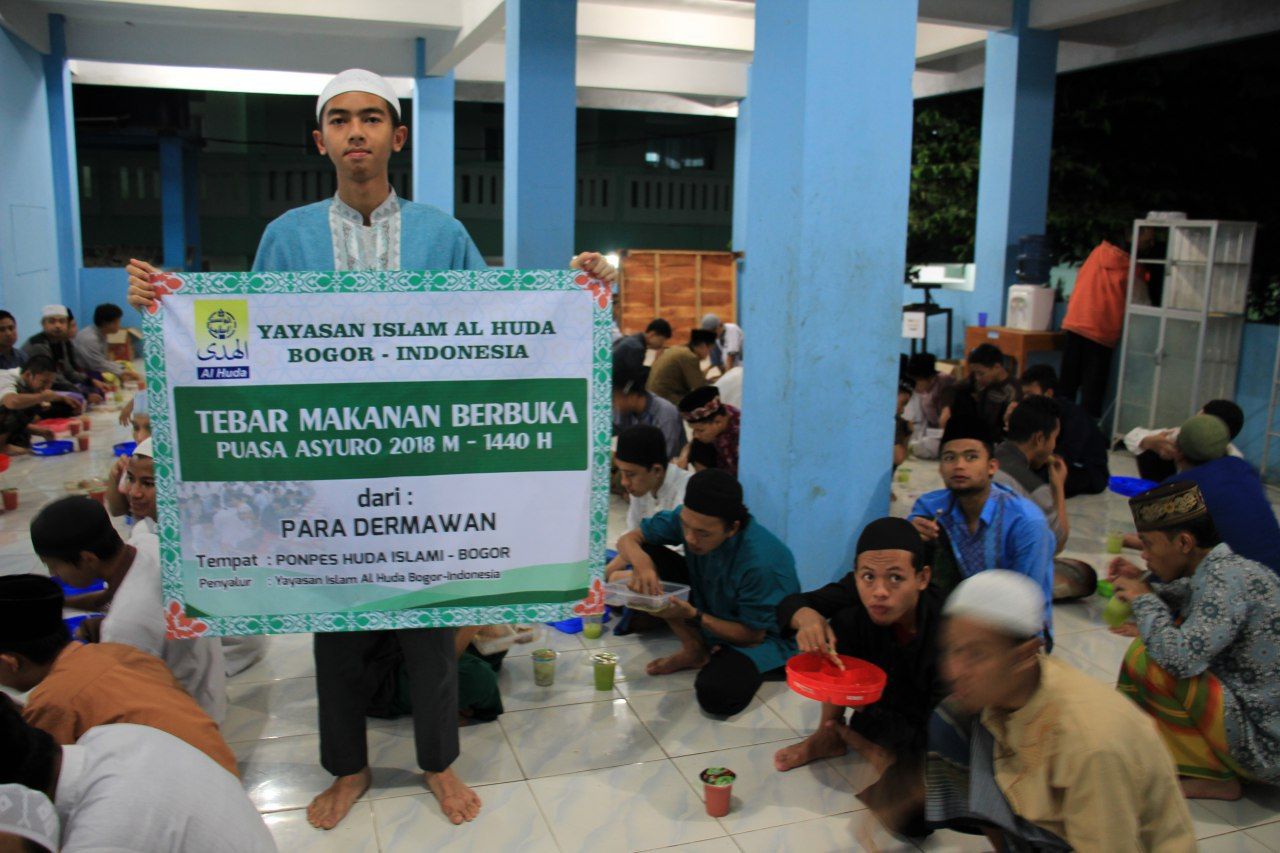 الهدى
Al Huda
YAYASAN ISLAM AL HUDA
BOGOR - INDONESIA
TEBAR MAKANAN BERBUKA
PUASA ASYURO 2018 M - 1440 H
dari :
PARA DERMAWAN
Tempat : PONPES HUDA ISLAMI - BOGOR
Penyalur : Yayasan Islam Al Huda Bogor-Indonesia